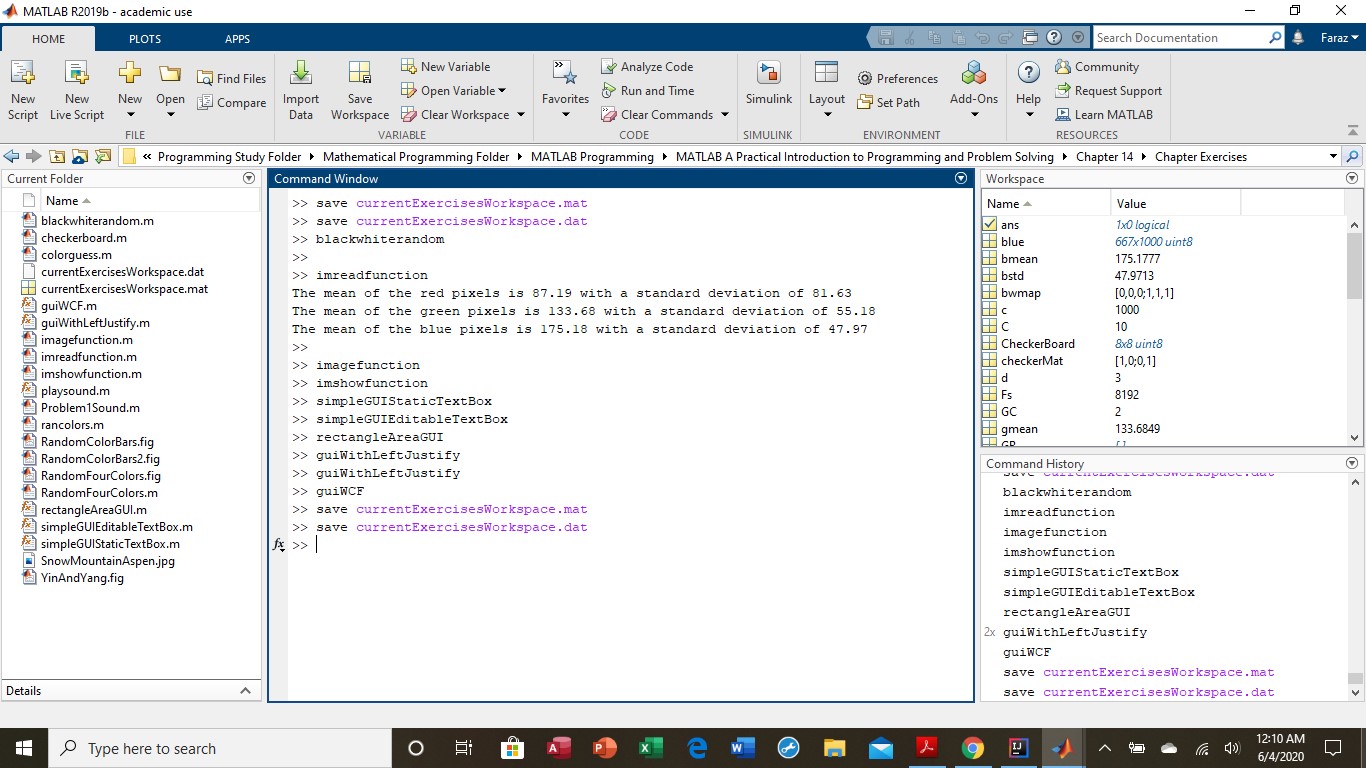 MATLAB R2019b - academic use
HOME PLOTS APPS
Search Documentation
Faraz
New Script
New Live Script
New
Open
Find Files
Compare
FILE
Import Data
Save Workspace
New Variable
Open Variable
Clear Workspace
VARIABLE
Favorites
Analyze Code
Run and Time
Clear Commands
CODE
Simulink
SIMULINK
Layout
Preferences
Set Path
Add-Ons
ENVIRONMENT
Help
Community
Request Support
Learn MATLAB
RESOURCES
« Programming Study Folder Mathematical Programming Folder MATLAB Programming MATLAB A Practical Introduction to Programming and Problem Solving Chapter 14 Chapter Exercises
Current Folder
Name
blackwhiterandom.m
checkerboard.m
colorguess.m
currentExercisesWorkspace.dat
currentExercisesWorkspace.mat
guiWCF.m
guiWithLeftJustify.m
imagefunction.m
imreadfunction.m
imshowfunction.m
playsound.m
Problem1Sound.m
rancolors.m
RandomColorBars.fig
RandomColorBars2.fig
RandomFourColors.fig
RandomFourColors.m
rectangleAreaGUI.m
simpleGUIEditableTextBox.m
simpleGUIStaticTextBox.m
SnowMountainAspen.jpg
YinAndYang.fig
Details
Command Window
>> save currentExercisesWorkspace.mat
>> save currentExercisesWorkspace.dat
>> blackwhiterandom
>>
>> imreadfunction
The mean of the red pixels is 87.19 with a standard deviation of 81.63
The mean of the green pixels is 133.68 with a standard deviation of 55.18
The mean of the blue pixels is 175.18 with a standard deviation of 47.97
>>
>> imagefunction
>> imshowfunction
>> simpleGUIStaticTextBox
>> simpleGUIEditableTextBox
>> rectangleAreaGUI
>> guiWithLeftJustify
>> guiWithLeftJustify
>> guiWCF
>> save currentExercisesWorkspace.mat
>> save currentExercisesWorkspace.dat
fx >>
Workspace
Name Value
ans 1x0 logical
blue 667x1000 uint8
bmean 175.1777
bstd 47.9713
bwmap [0,0,0;1,1,1]
c 1000
C 10
CheckerBoard 8x8 uint8
checkerMat [1,0;0,1]
d 3
Fs 8192
GC 2
gmean 133.6849
GR []
Command History
save currentExercisesWorkspace.dat
blackwhiterandom
imreadfunction
imagefunction
imshowfunction
simpleGUIStaticTextBox
simpleGUIEditableTextBox
rectangleAreaGUI
2x guiWithLeftJustify
guiWCF
save currentExercisesWorkspace.mat
save currentExercisesWorkspace.dat
Type here to search
12:10 AM
6/4/2020